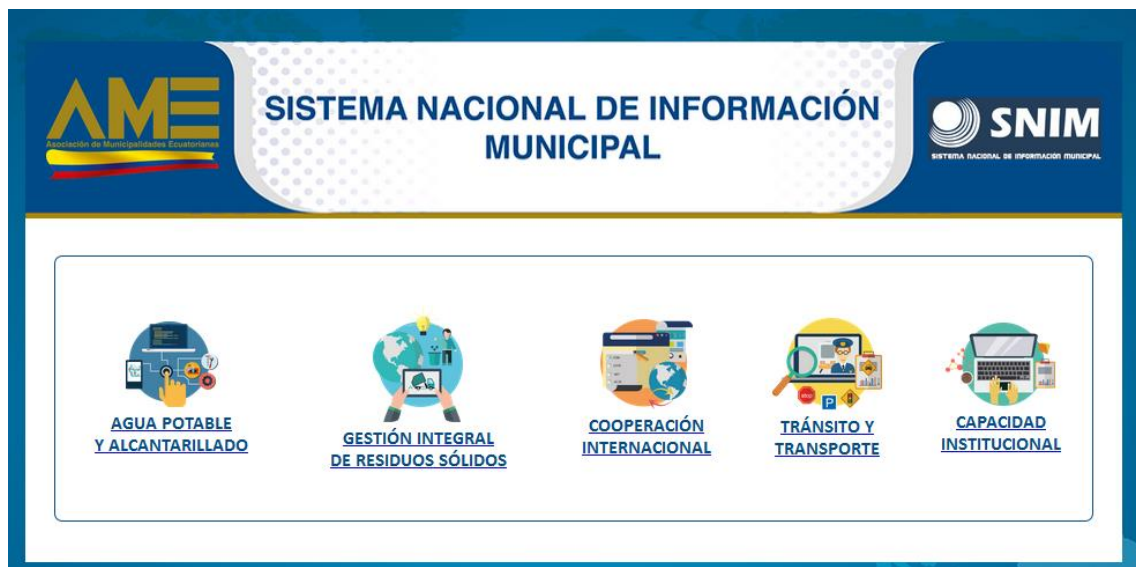 AME
Asociación de Municipalidades Ecuatorianas
SISTEMA NACIONAL DE INFORMACIÓN
MUNICIPAL
SNIM
SISTEMA NACIONAL DE INFORMACIÓN MUNICIPAL
AGUA POTABLE
Y ALCANTARILLADO
GESTIÓN INTEGRAL
DE RESIDUOS SÓLIDOS
COOPERACIÓN
INTERNACIONAL
P
TRÁNSITO Y
TRANSPORTE
CAPACIDAD
INSTITUCIONAL